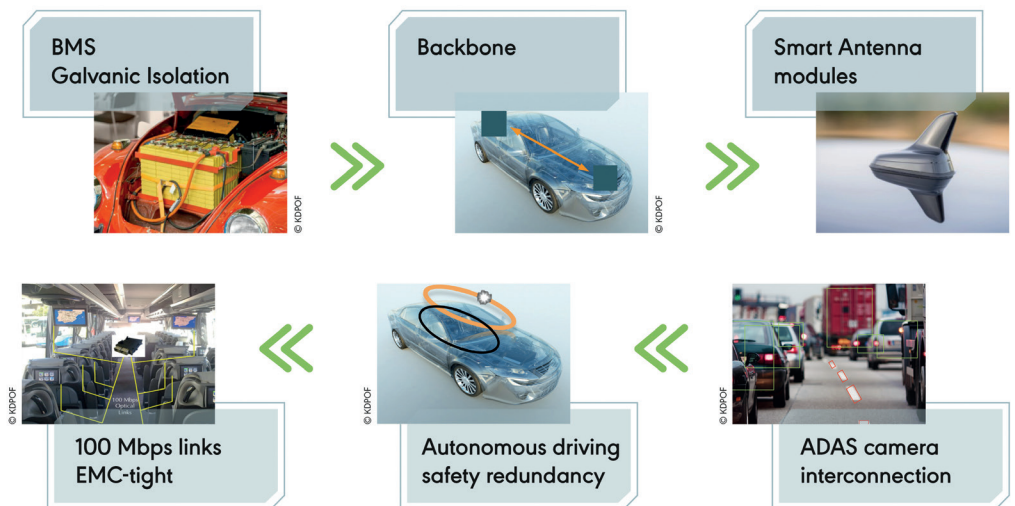 BMS
Galvanic Isolation
Backbone
Smart Antenna
modules
© KDPOF
© KDPOF
© KDPOF
© KDPOF
© KDPOF
100 Mbps
Optical
Links
100 Mbps links
EMC-tight
Autonomous driving
safety redundancy
ADAS camera
interconnection